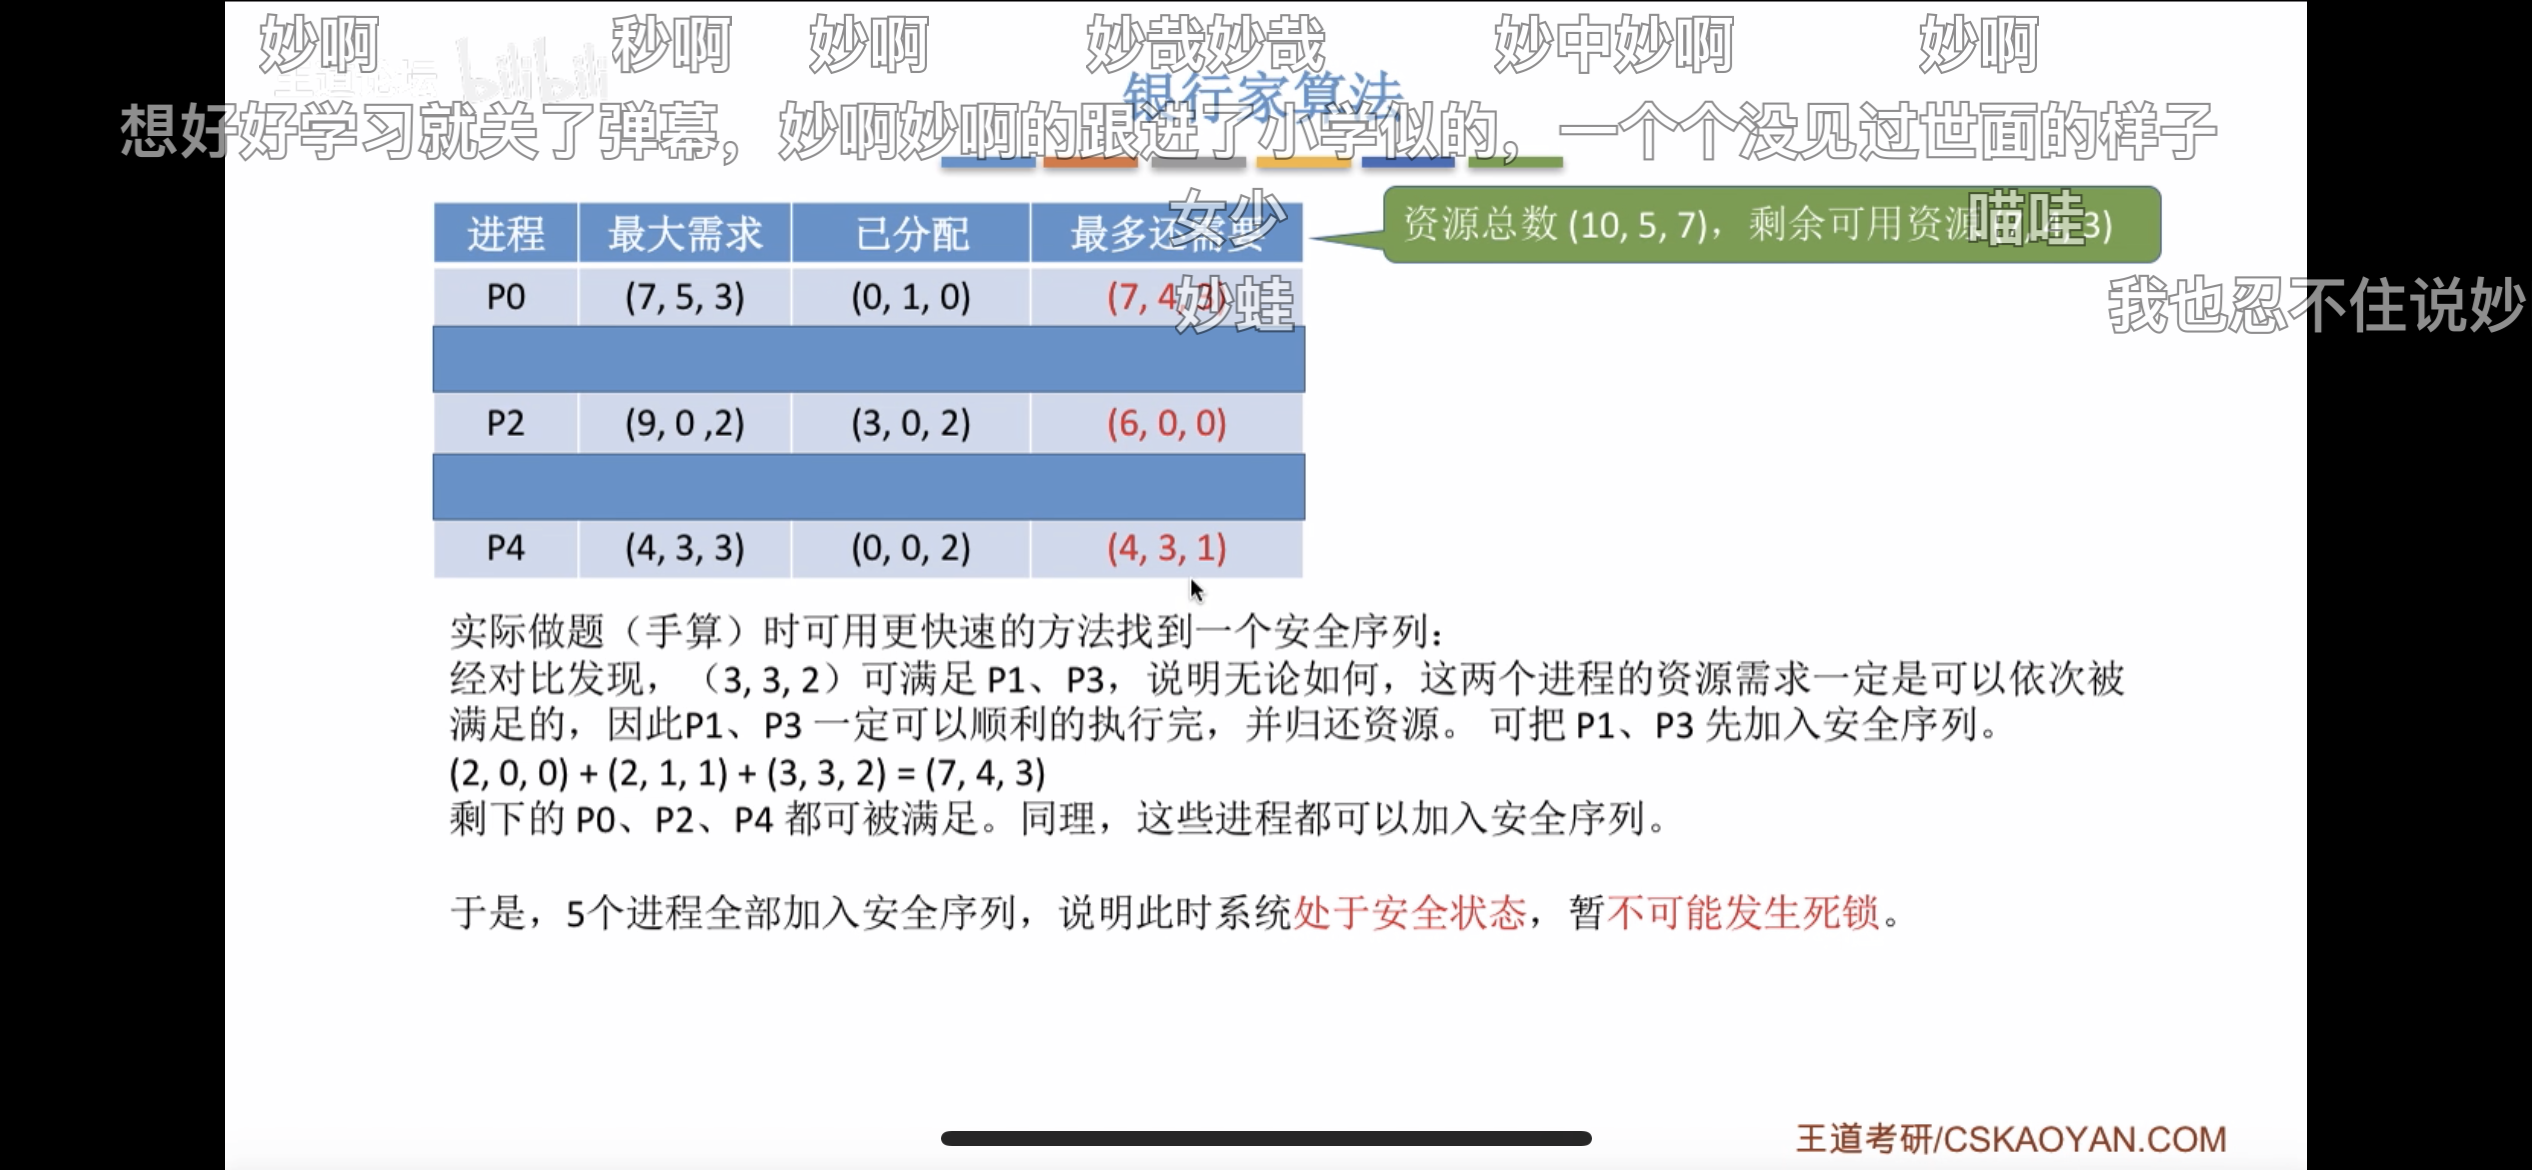 妙啊 秒啊 妙啊 妙哉妙哉 妙中妙啊 妙啊
王道论坛 bilibili
银行家算法
想好好学习就关了弹幕，妙啊妙啊的跟进了小学似的，一个个没见过世面的样子
女少
喵哇
资源总数 (10, 5, 7)，剩余可用资源 (7, 4, 3)
妙蛙
我也忍不住说妙
进程 最大需求 已分配 最多还需要
P0 (7, 5, 3) (0, 1, 0) (7, 4, 3)
P2 (9, 0 ,2) (3, 0, 2) (6, 0, 0)
P4 (4, 3, 3) (0, 0, 2) (4, 3, 1)
实际做题（手算）时可用更快速的方法找到一个安全序列：
经对比发现，（3, 3, 2）可满足 P1、P3，说明无论如何，这两个进程的资源需求一定是可以依次被
满足的，因此P1、P3 一定可以顺利的执行完，并归还资源。 可把 P1、P3 先加入安全序列。
(2, 0, 0) + (2, 1, 1) + (3, 3, 2) = (7, 4, 3)
剩下的 P0、P2、P4 都可被满足。同理，这些进程都可以加入安全序列。
于是，5个进程全部加入安全序列，说明此时系统处于安全状态，暂不可能发生死锁。
王道考研/CSKAOYAN.COM